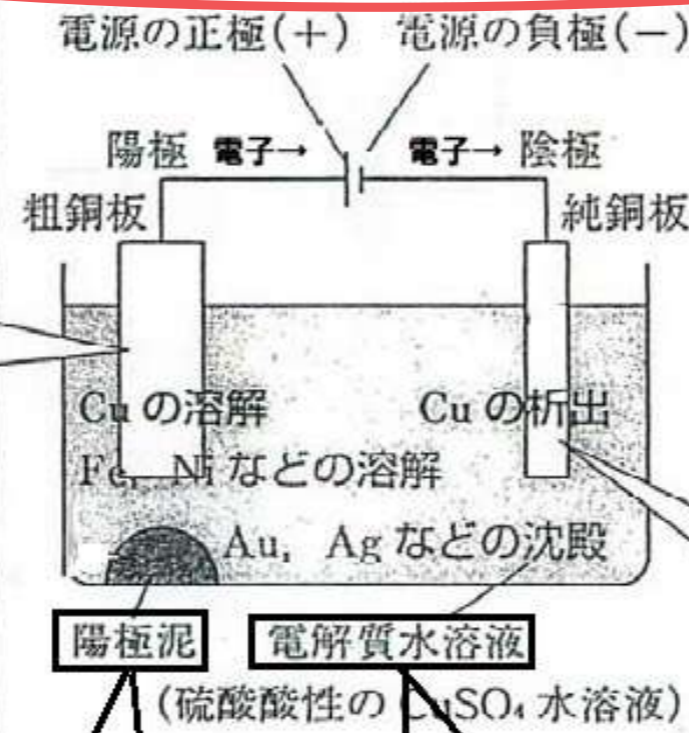 電源の正極(+) 電源の負極(-)
陽極 電子→ 電子→ 陰極
粗銅板 純銅板
Cu の溶解 Cu の析出
Fe, Ni などの溶解
Au, Ag などの沈殿
陽極泥 電解質水溶液
(硫酸酸性の CuSO₄ 水溶液)